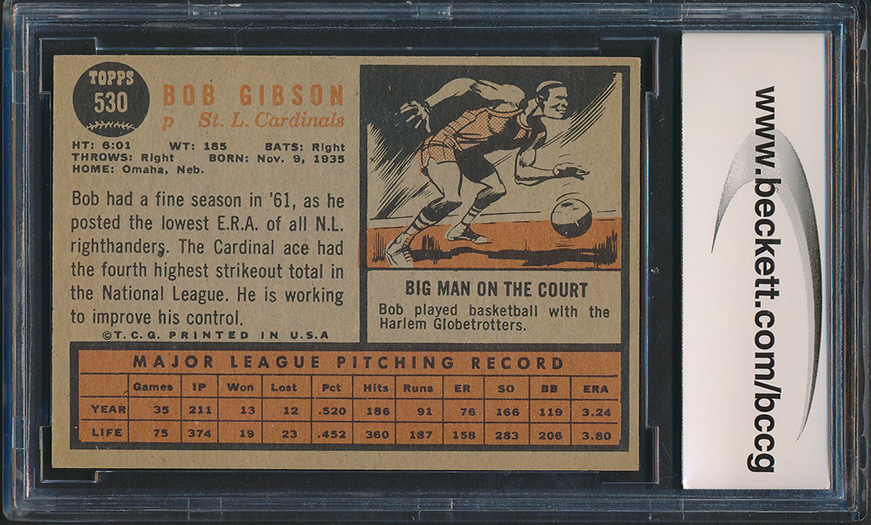 TOPPS
530
BOB GIBSON
p St. L. Cardinals
HT: 6:01 WT: 185 BATS: Right
THROWS: Right BORN: Nov. 9, 1935
HOME: Omaha, Neb.
Bob had a fine season in '61, as he
posted the lowest E.R.A. of all N.L.
righthanders. The Cardinal ace had
the fourth highest strikeout total in
the National League. He is working
to improve his control.
©T.C.G. PRINTED IN U.S.A
BIG MAN ON THE COURT
Bob played basketball with the
Harlem Globetrotters.
MAJOR LEAGUE PITCHING RECORD
Games IP Won Lost Pct Hits Runs ER SO BB ERA
YEAR 35 211 13 12 .520 186 91 76 166 119 3.24
LIFE 75 374 19 23 .452 360 187 158 283 206 3.80
www.beckett.com/bccg